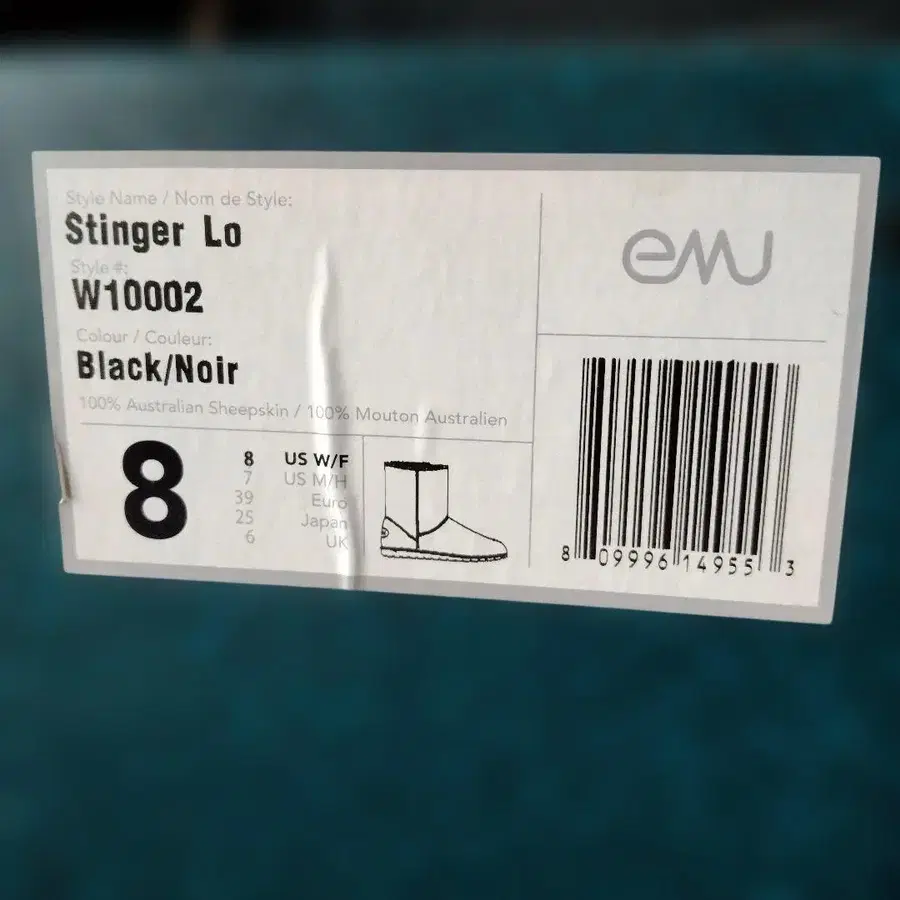 Style Name / Nom de Style:
Stinger Lo
Style #:
W10002
Colour / Couleur:
Black/Noir
100% Australian Sheepskin / 100% Mouton Australien
8
8 US W/F
7 US M/H
39 Euro
25 Japan
6 UK
emu
8 09996 14955 3